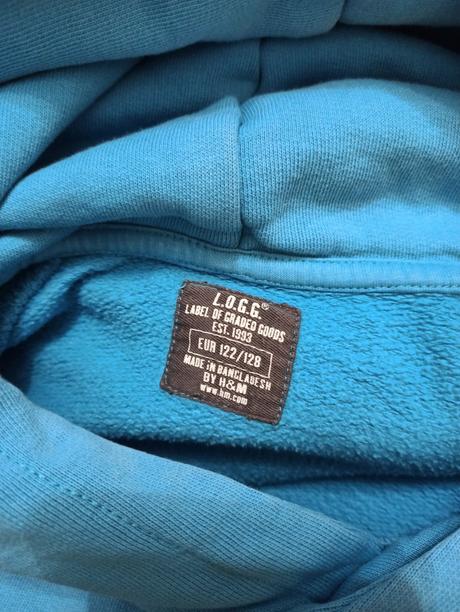 L.O.G.G.®
LABEL OF GRADED GOODS
EST. 1993
EUR 122/128
MADE IN BANGLADESH
BY H&M
www.hm.com